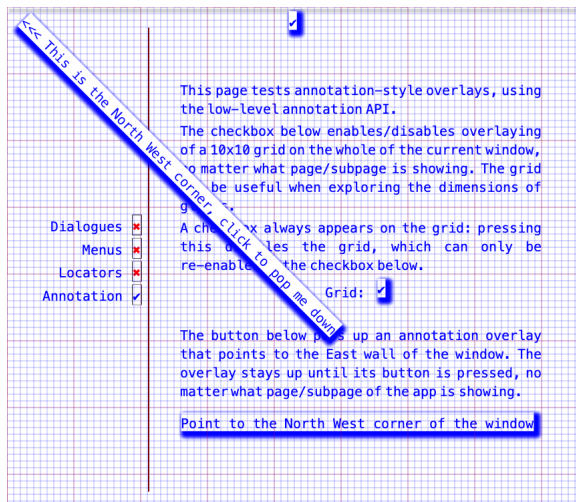 <<< This is the North West corner, click to pop me down
This page tests annotation-style overlays, using
the low-level annotation API.
The checkbox below enables/disables overlaying
of a 10x10 grid on the whole of the current window,
no matter what page/subpage is showing. The grid
be useful when exploring the dimensions of
A always appears on the grid: pressing
this the grid, which can only be
the checkbox below.
Dialogues
Menus
Locators
Annotation
Grid:
The button below up an annotation overlay
that points to the East wall of the window. The
overlay stays up until its button is pressed, no
matter what page/subpage of the app is showing.
Point to the North West corner of the window